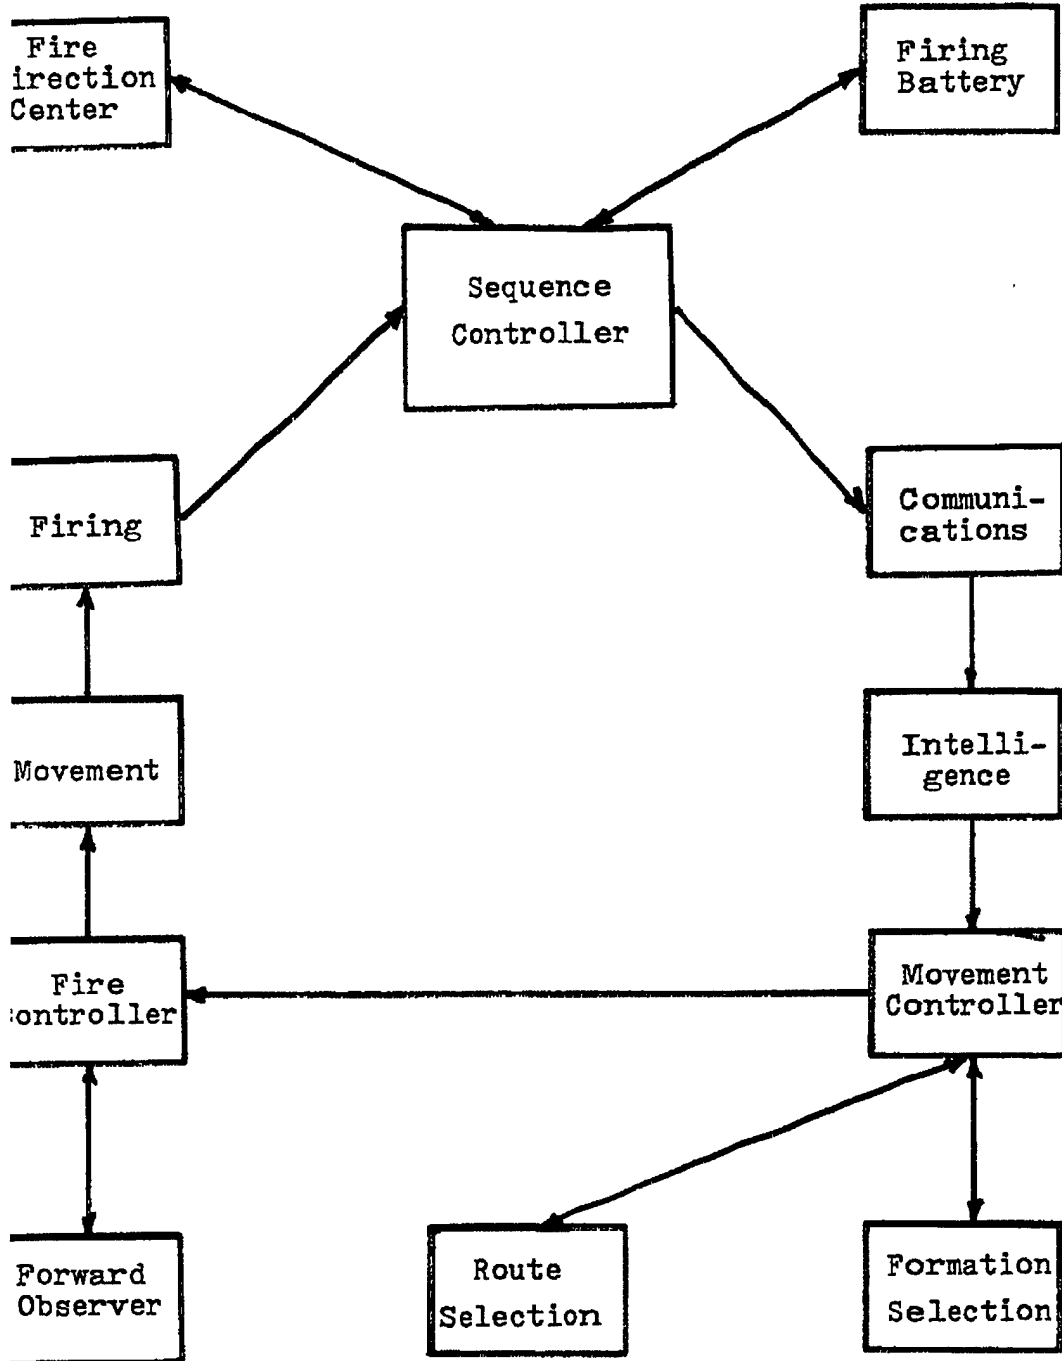 Fire
irection
Center
Firing
Battery
Sequence
Controller
Firing
Communi-
cations
Movement
Intelli-
gence
Fire
ontroller
Movement
Controller
Forward
Observer
Route
Selection
Formation
Selection